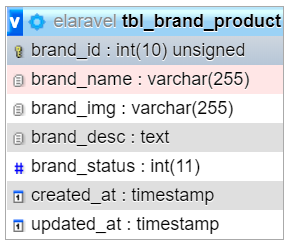 v elaravel tbl_brand_product
brand_id : int(10) unsigned
brand_name : varchar(255)
brand_img : varchar(255)
brand_desc : text
# brand_status : int(11)
created_at : timestamp
updated_at : timestamp